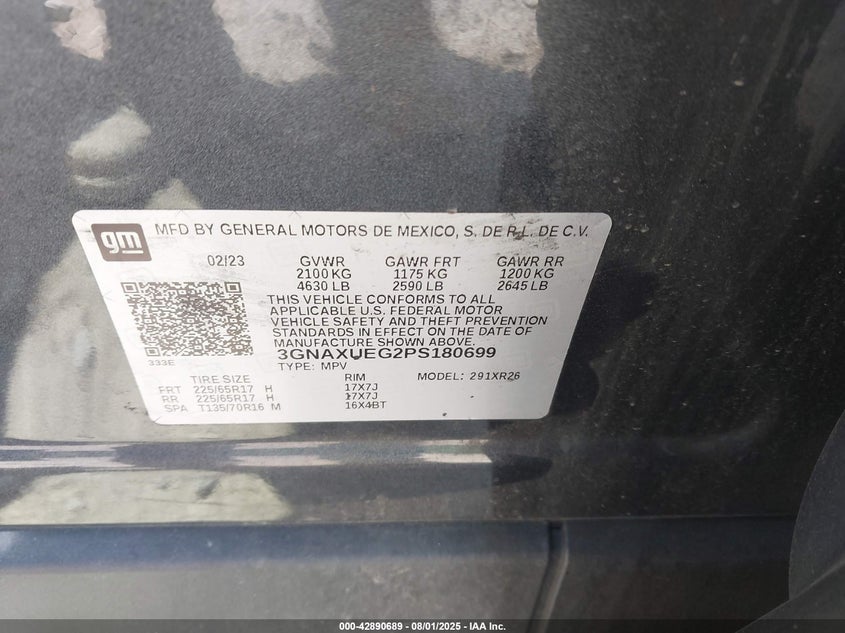 gm
MFD BY GENERAL MOTORS DE MEXICO, S. DE R.L. DE C.V.
02/23 GVWR GAWR FRT GAWR RR
2100 KG 1175 KG 1200 KG
4630 LB 2590 LB 2645 LB
THIS VEHICLE CONFORMS TO ALL
APPLICABLE U.S. FEDERAL MOTOR
VEHICLE SAFETY AND THEFT PREVENTION
STANDARDS IN EFFECT ON THE DATE OF
MANUFACTURE SHOWN ABOVE.
3GNAXUEG2PS180699
333E TYPE: MPV
TIRE SIZE RIM MODEL: 291XR26
FRT 225/65R17 H 17X7J
RR 225/65R17 H 17X7J
SPA T135/70R16 M 16X4BT
000-42890689 - 08/01/2025 - IAA Inc.